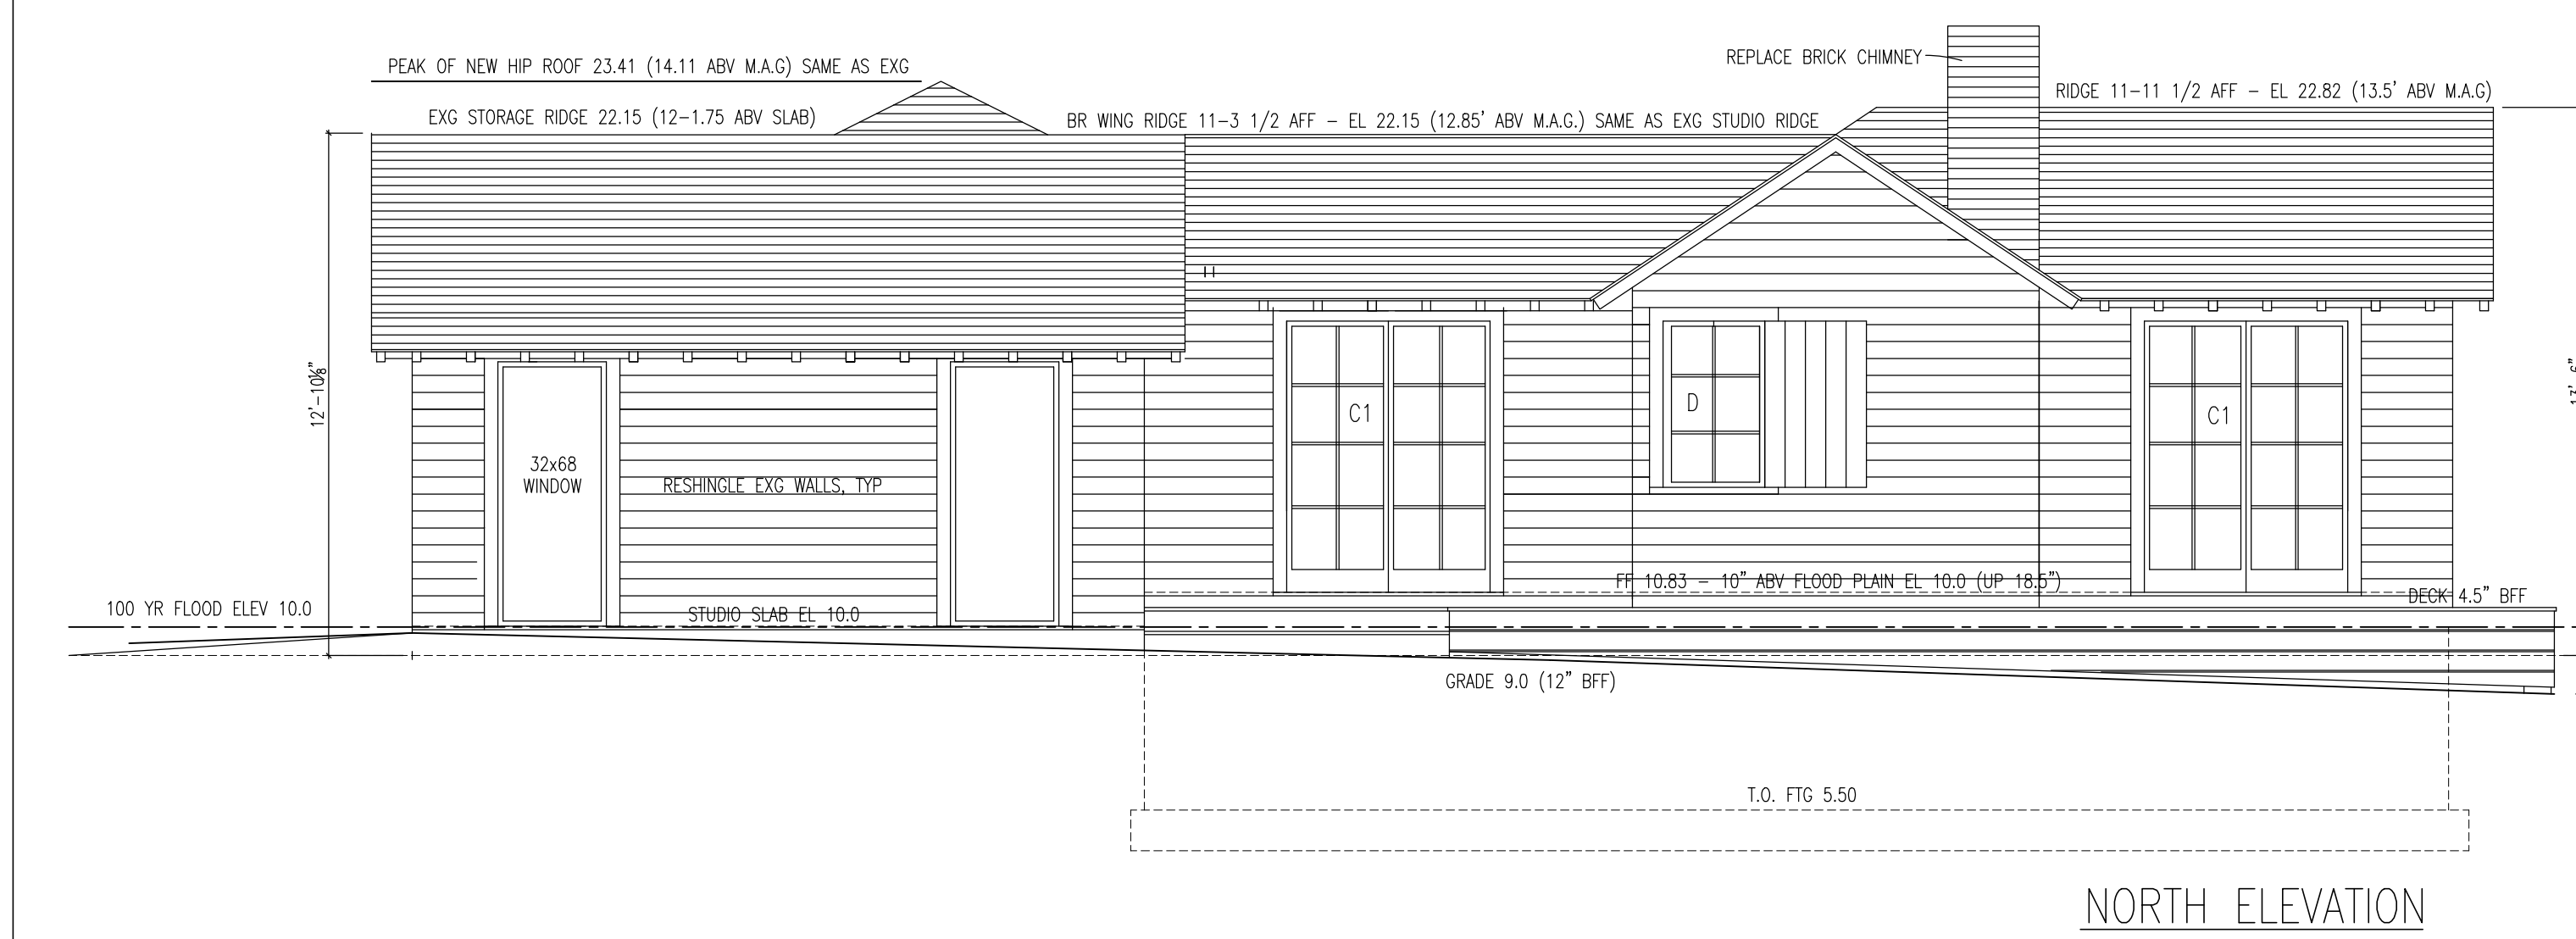 PEAK OF NEW HIP ROOF 23.41 (14.11 ABV M.A.G) SAME AS EXG
REPLACE BRICK CHIMNEY
RIDGE 11-11 1/2 AFF - EL 22.82 (13.5' ABV M.A.G)
EXG STORAGE RIDGE 22.15 (12-1.75 ABV SLAB)
BR WING RIDGE 11-3 1/2 AFF - EL 22.15 (12.85' ABV M.A.G.) SAME AS EXG STUDIO RIDGE
12'-10⅛"
13'-6"
C1
D
C1
32x68
WINDOW
RESHINGLE EXG WALLS, TYP
FF 10.83 - 10" ABV FLOOD PLAIN EL 10.0 (UP 18.5")
DECK 4.5" BFF
100 YR FLOOD ELEV 10.0
STUDIO SLAB EL 10.0
GRADE 9.0 (12" BFF)
T.O. FTG 5.50
NORTH ELEVATION